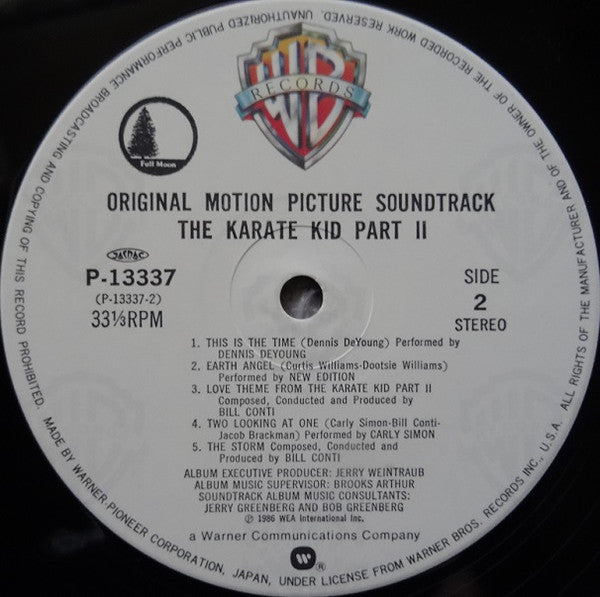 WB
RECORDS
Full Moon
ORIGINAL MOTION PICTURE SOUNDTRACK
THE KARATE KID PART II
JASRAC
P-13337
(P-13337-2)
33⅓RPM
SIDE
2
STEREO
1. THIS IS THE TIME (Dennis DeYoung) Performed by
DENNIS DEYOUNG
2. EARTH ANGEL (Curtis Williams-Dootsie Williams)
Performed by NEW EDITION
3. LOVE THEME FROM THE KARATE KID PART II
Composed, Conducted and Produced by
BILL CONTI
4. TWO LOOKING AT ONE (Carly Simon-Bill Conti-
Jacob Brackman) Performed by CARLY SIMON
5. THE STORM Composed, Conducted and
Produced by BILL CONTI
ALBUM EXECUTIVE PRODUCER: JERRY WEINTRAUB
ALBUM MUSIC SUPERVISOR: BROOKS ARTHUR
SOUNDTRACK ALBUM MUSIC CONSULTANTS:
JERRY GREENBERG AND BOB GREENBERG
℗ 1986 WEA International Inc.
a Warner Communications Company
®
MADE BY WARNER-PIONEER CORPORATION, JAPAN, UNDER LICENSE FROM WARNER BROS. RECORDS INC., U.S.A. ALL RIGHTS OF THE MANUFACTURER AND OF THE OWNER OF THE RECORDED WORK RESERVED. UNAUTHORIZED PUBLIC PERFORMANCE, BROADCASTING AND COPYING OF THIS RECORD PROHIBITED.